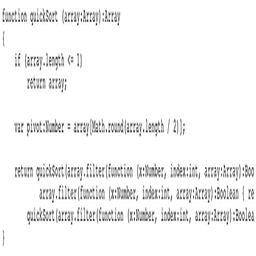 function quickSort (array:Array):Array
{
if (array.length <= 1)
return array;
var pivot:Number = array[Math.round(array.length / 2)];
return quickSort(array.filter(function (x:Number, index:int, array:Array):Boo
array.filter(function (x:Number, index:int, array:Array):Boolean { re
quickSort(array.filter(function (x:Number, index:int, array:Array):Boolea
}